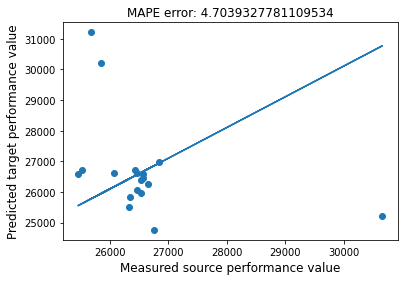 MAPE error: 4.7039327781109534
Predicted target performance value
31000
30000
29000
28000
27000
26000
25000
26000 27000 28000 29000 30000
Measured source performance value